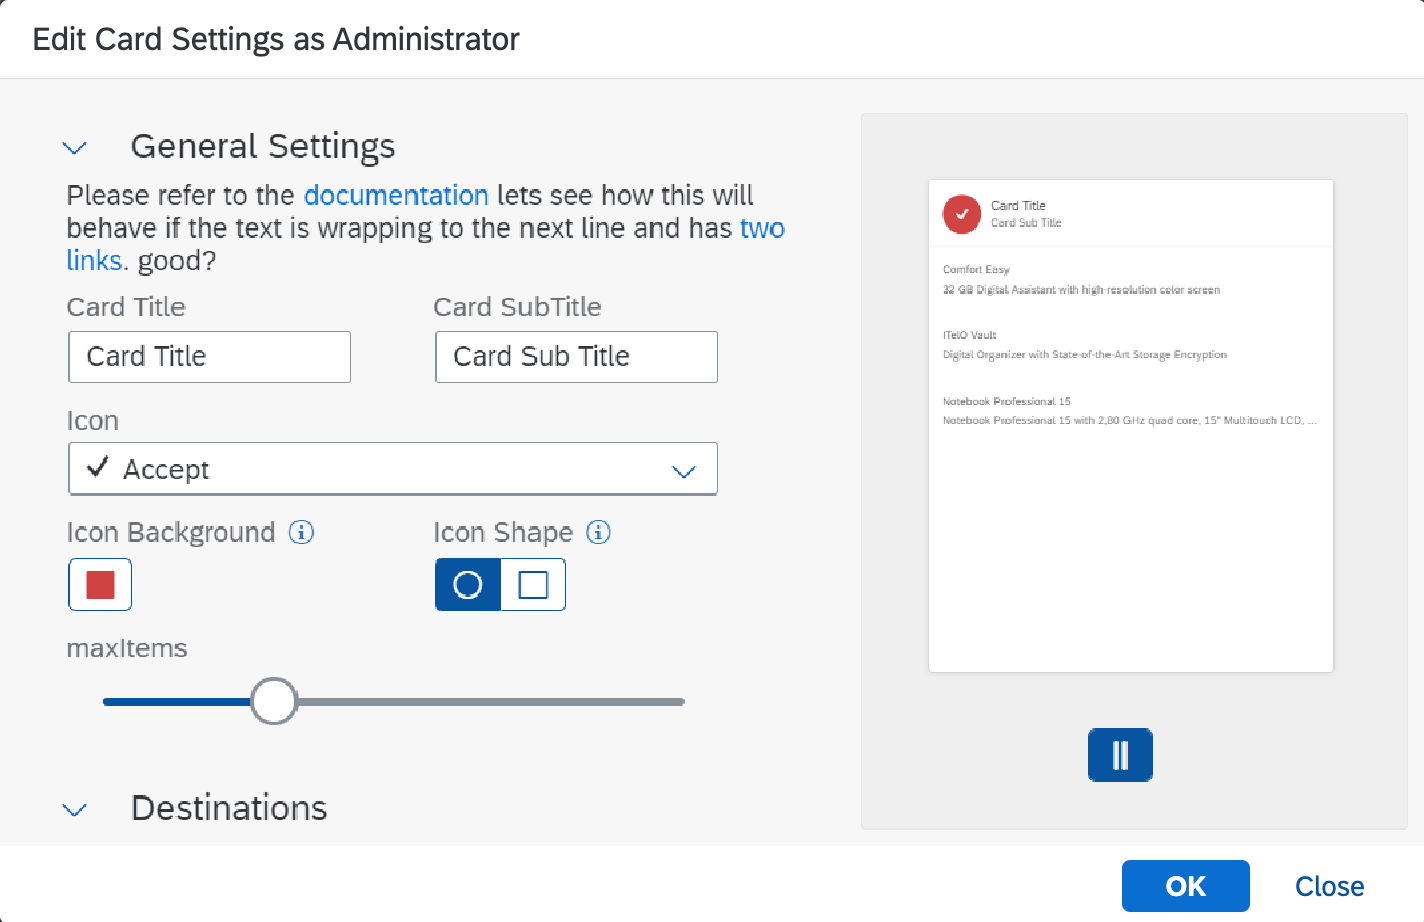 Edit Card Settings as Administrator
General Settings
Please refer to the documentation lets see how this will
behave if the text is wrapping to the next line and has two
links. good?
Card Title
Card SubTitle
Card Title
Card Sub Title
Icon
Accept
Icon Background
Icon Shape
maxItems
Destinations
Card Title
Card Sub Title
Comfort Easy
32 GB Digital Assistant with high-resolution color screen
ITelO Vault
Digital Organizer with State-of-the-Art Storage Encryption
Notebook Professional 15
Notebook Professional 15 with 2,80 GHz quad core, 15" Multitouch LCD, ...
OK
Close